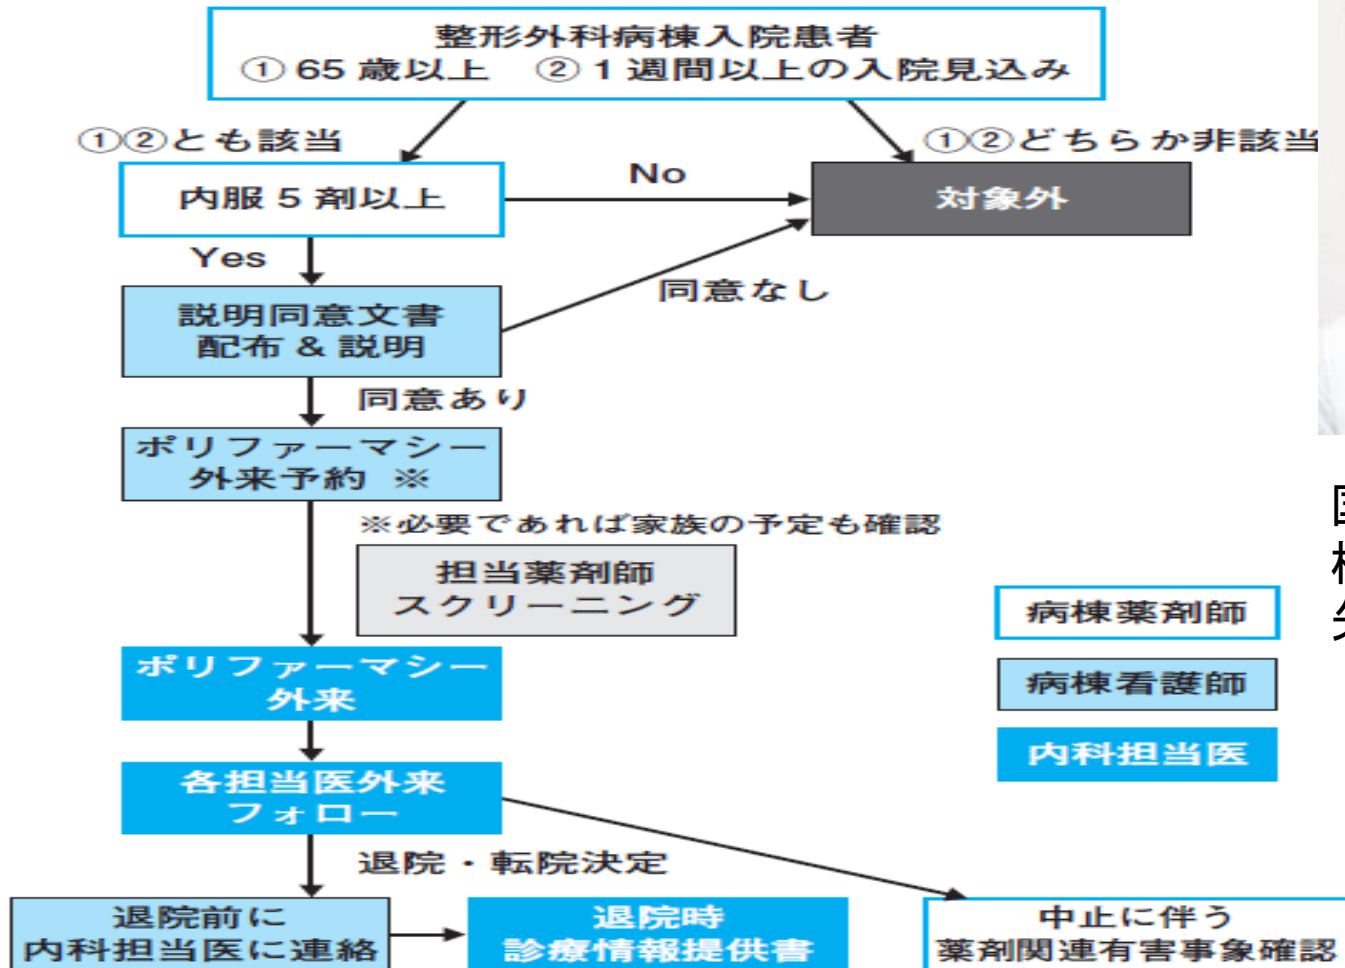 整形外科病棟入院患者
① 65 歳以上 ② 1 週間以上の入院見込み
①②とも該当
①②どちらか非該当
内服 5 剤以上
No
対象外
Yes
説明同意文書
配布 & 説明
同意なし
同意あり
ポリファーマシー
外来予約 ※
※必要であれば家族の予定も確認
担当薬剤師
スクリーニング
ポリファーマシー
外来
各担当医外来
フォロー
退院・転院決定
退院前に
内科担当医に連絡
退院時
診療情報提供書
中止に伴う
薬剤関連有害事象確認
病棟薬剤師
病棟看護師
内科担当医